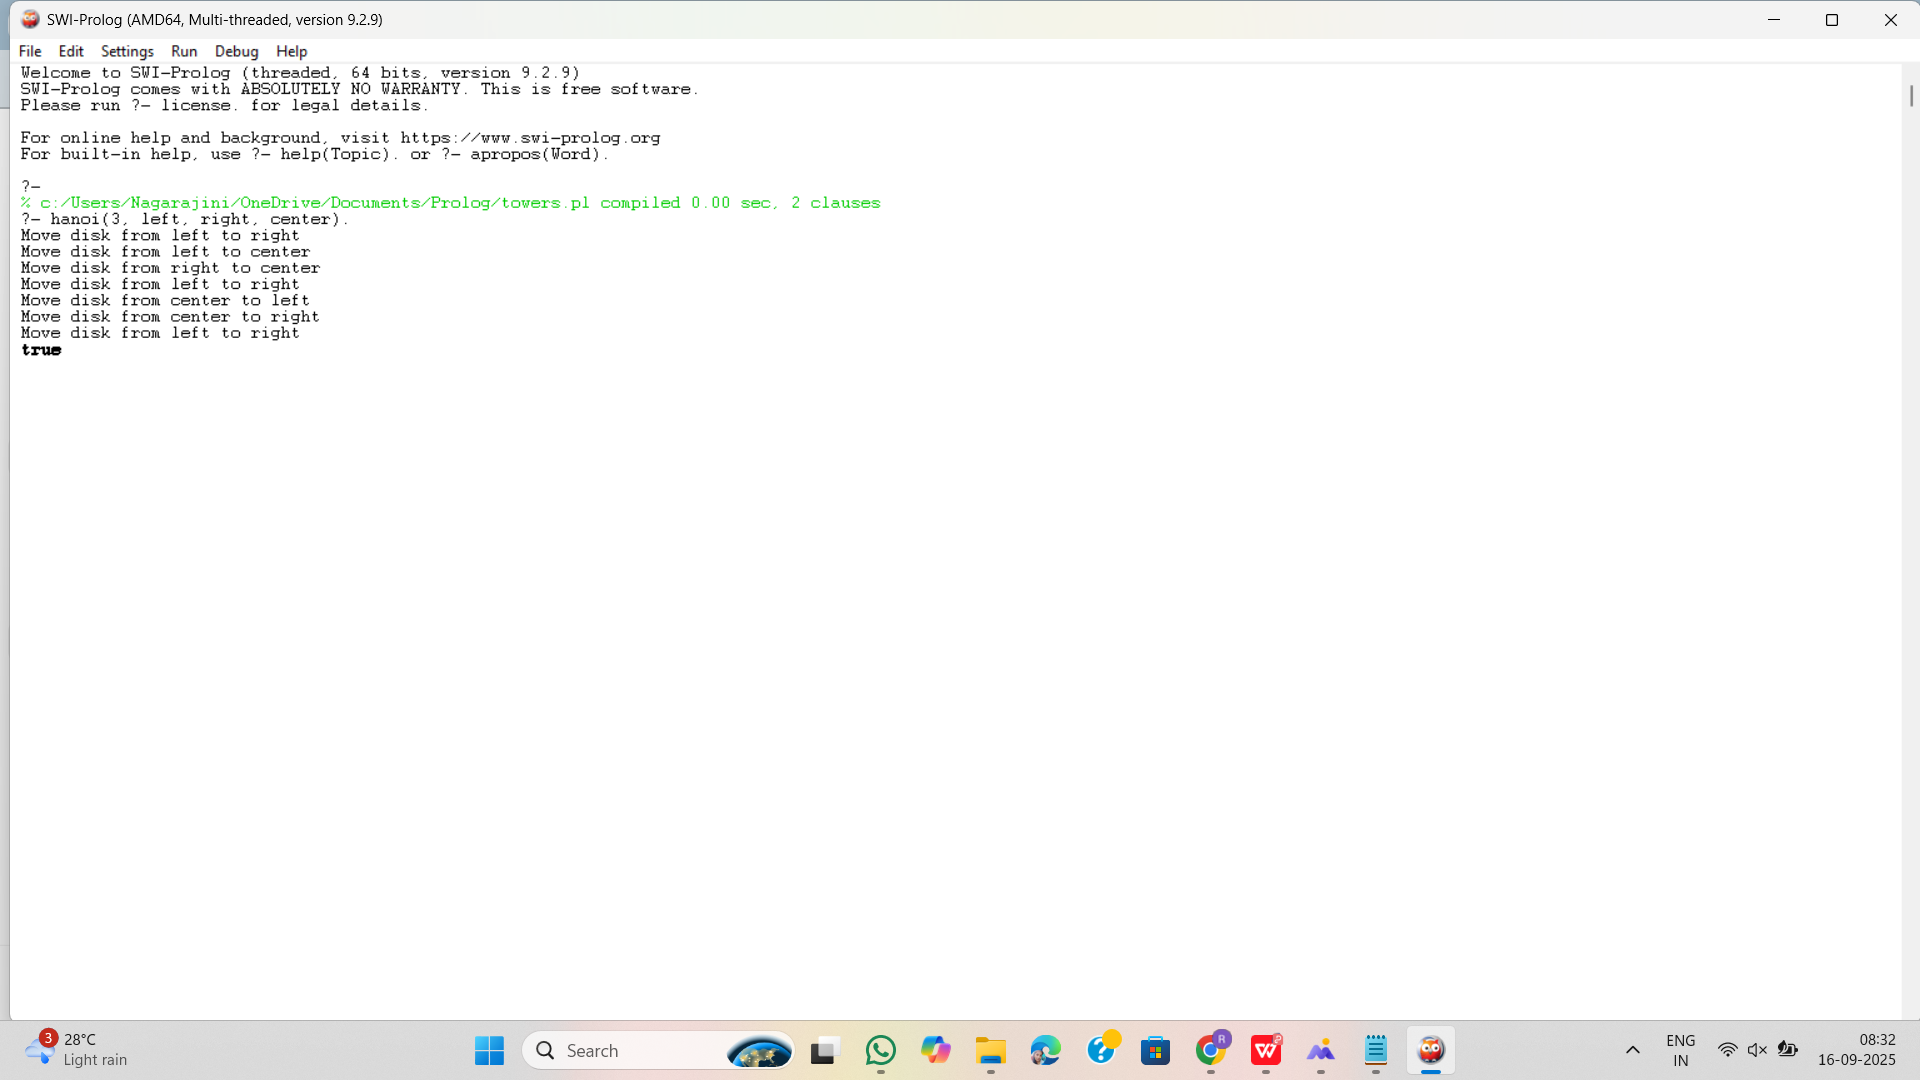 SWI-Prolog (AMD64, Multi-threaded, version 9.2.9)
File Edit Settings Run Debug Help
Welcome to SWI-Prolog (threaded, 64 bits, version 9.2.9)
SWI-Prolog comes with ABSOLUTELY NO WARRANTY. This is free software.
Please run ?- license. for legal details.
For online help and background, visit https://www.swi-prolog.org
For built-in help, use ?- help(Topic). or ?- apropos(Word).
?-
% c:/Users/Nagarajini/OneDrive/Documents/Prolog/towers.pl compiled 0.00 sec, 2 clauses
?- hanoi(3, left, right, center).
Move disk from left to right
Move disk from left to center
Move disk from right to center
Move disk from left to right
Move disk from center to left
Move disk from center to right
Move disk from left to right
true
3
28°C
Light rain
Search
R
W
ENG
IN
08:32
16-09-2025